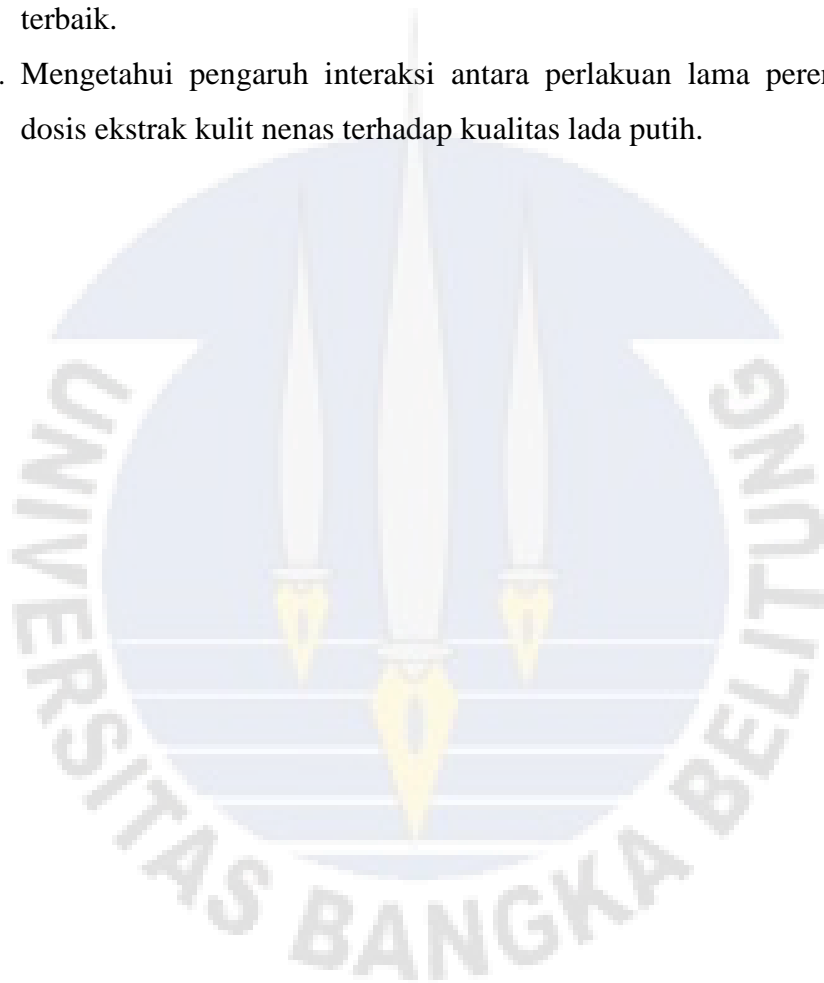 terbaik.
. Mengetahui pengaruh interaksi antara perlakuan lama
dosis ekstrak kulit nenas terhadap kualitas lada putih.
UNIVERSITAS BANGKA BELITUNG